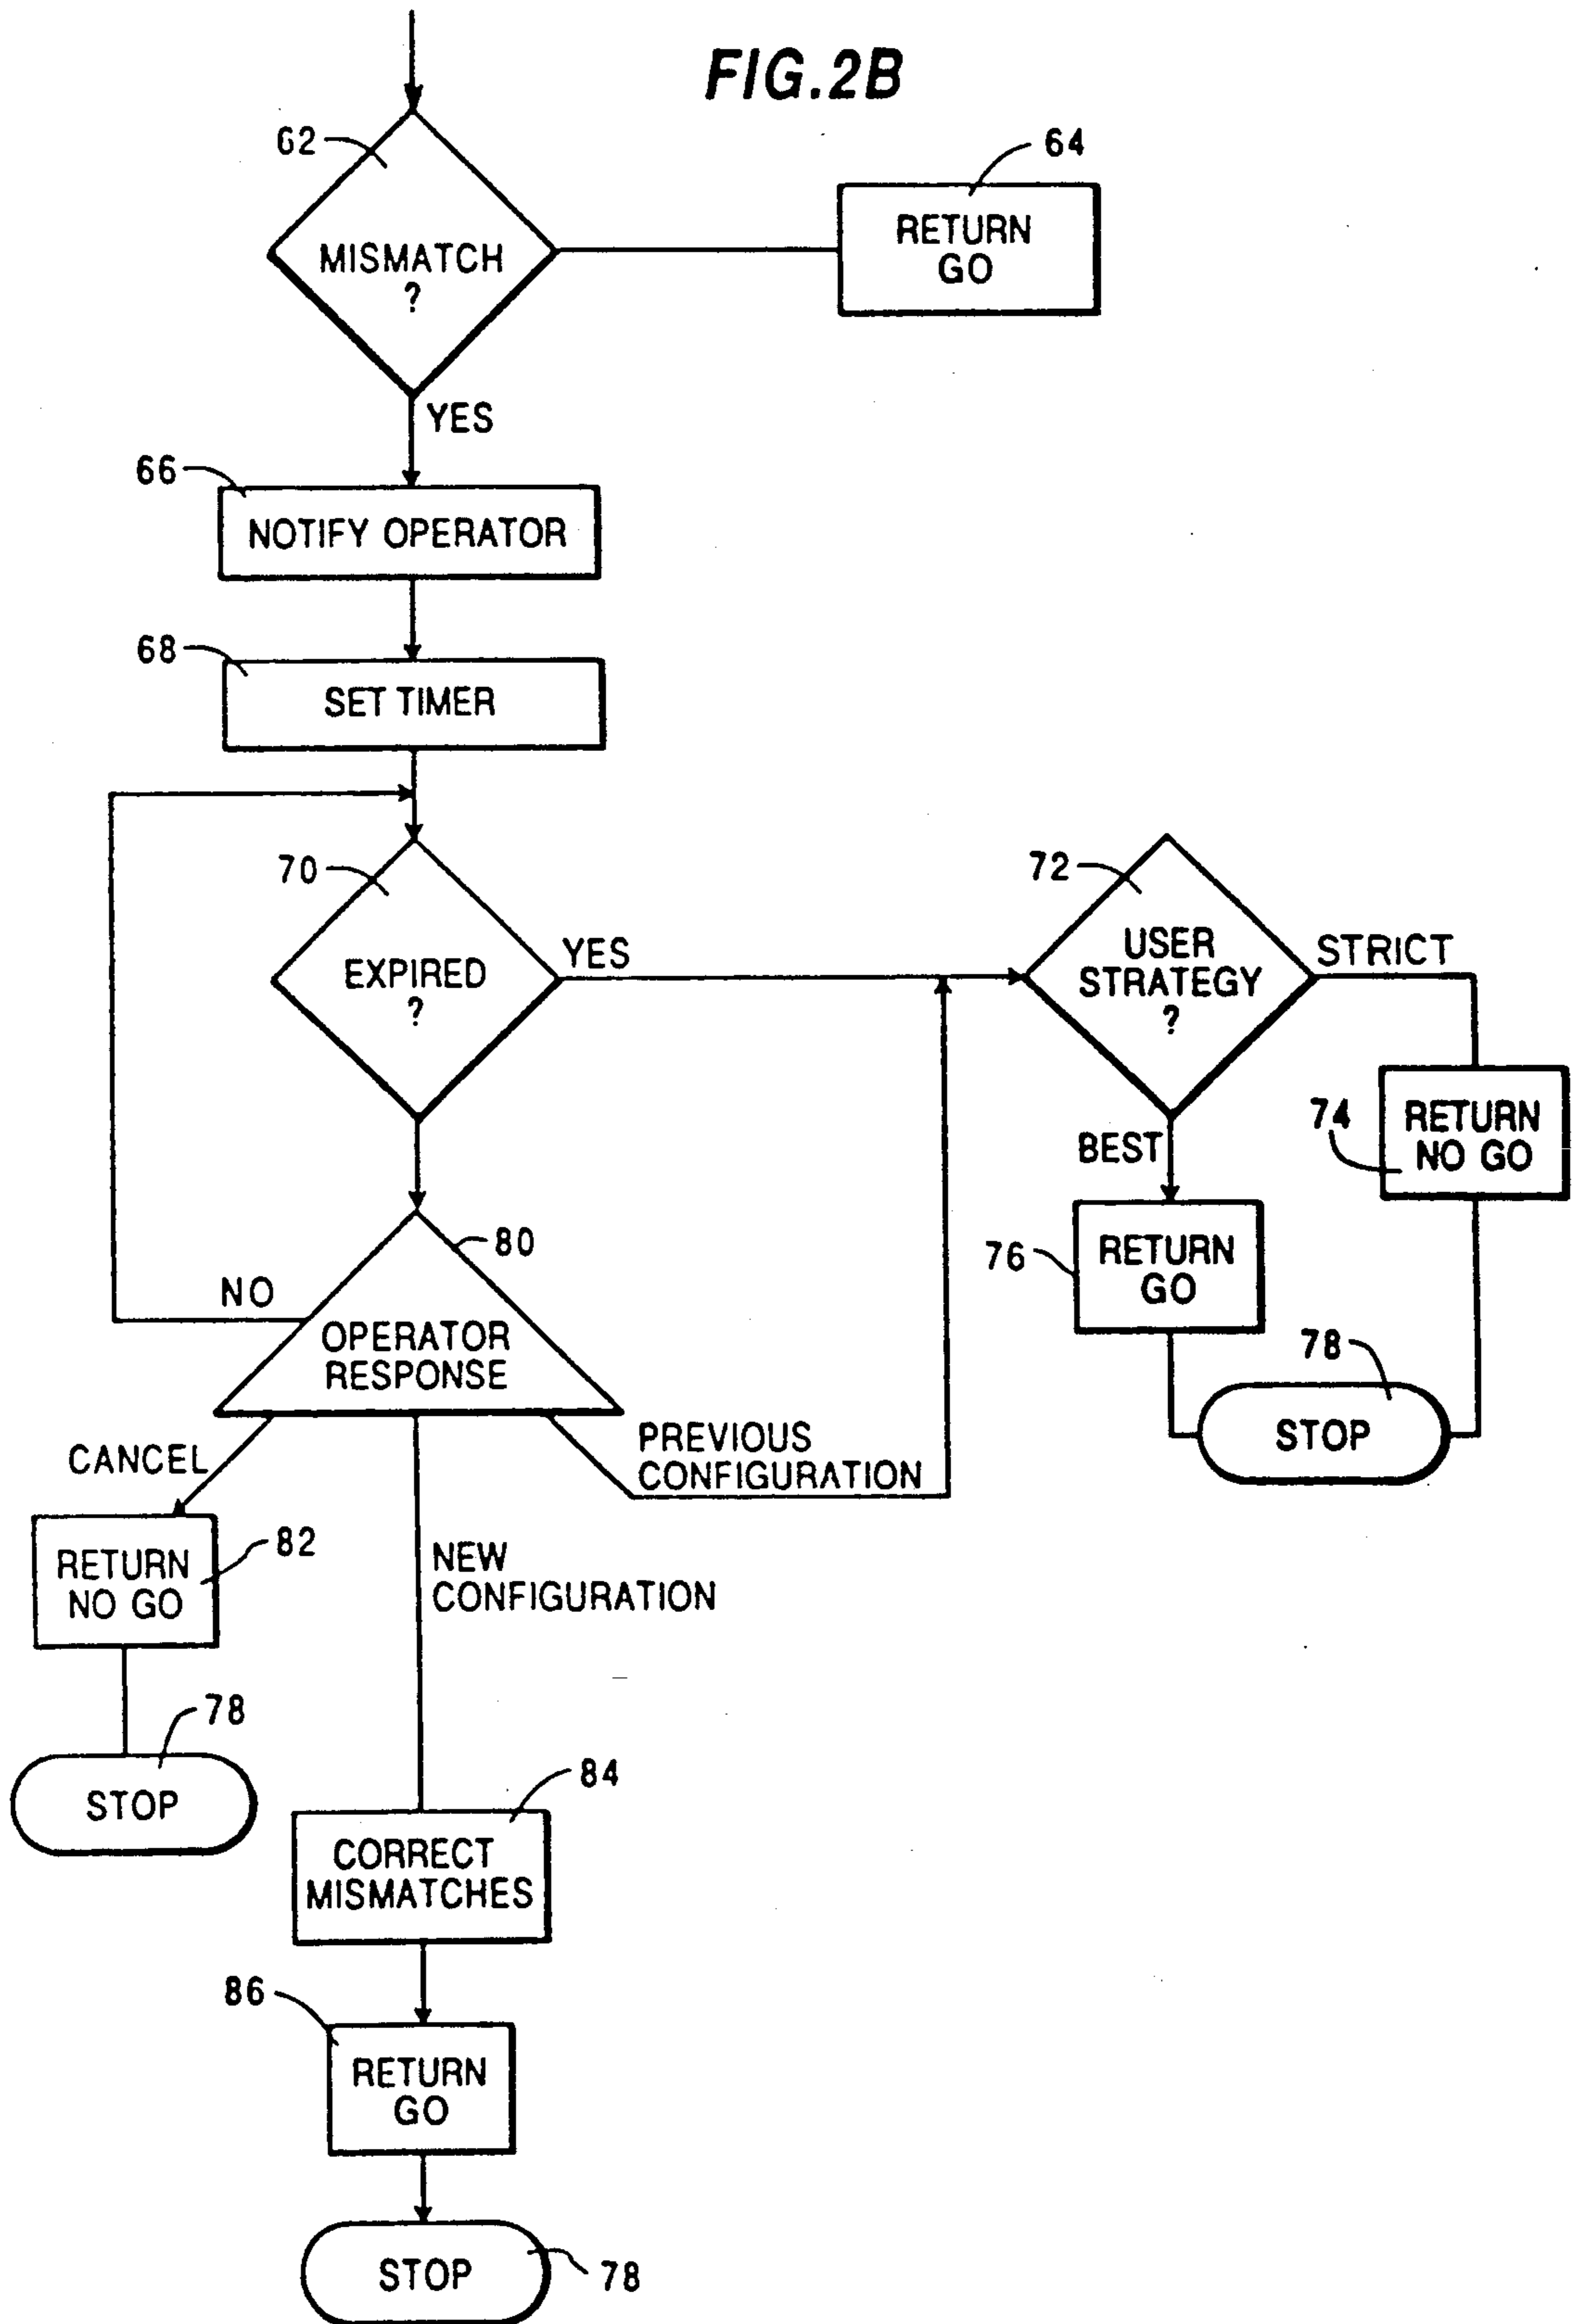 FIG.2B
62
64
MISMATCH
?
RETURN
GO
YES
66
NOTIFY OPERATOR
68
SET TIMER
70
EXPIRED
?
YES
72
USER
STRATEGY
?
STRICT
BEST
74
RETURN
NO GO
76
RETURN
GO
78
STOP
80
NO
OPERATOR
RESPONSE
CANCEL
PREVIOUS
CONFIGURATION
NEW
CONFIGURATION
82
RETURN
NO GO
78
STOP
84
CORRECT
MISMATCHES
86
RETURN
GO
STOP
78